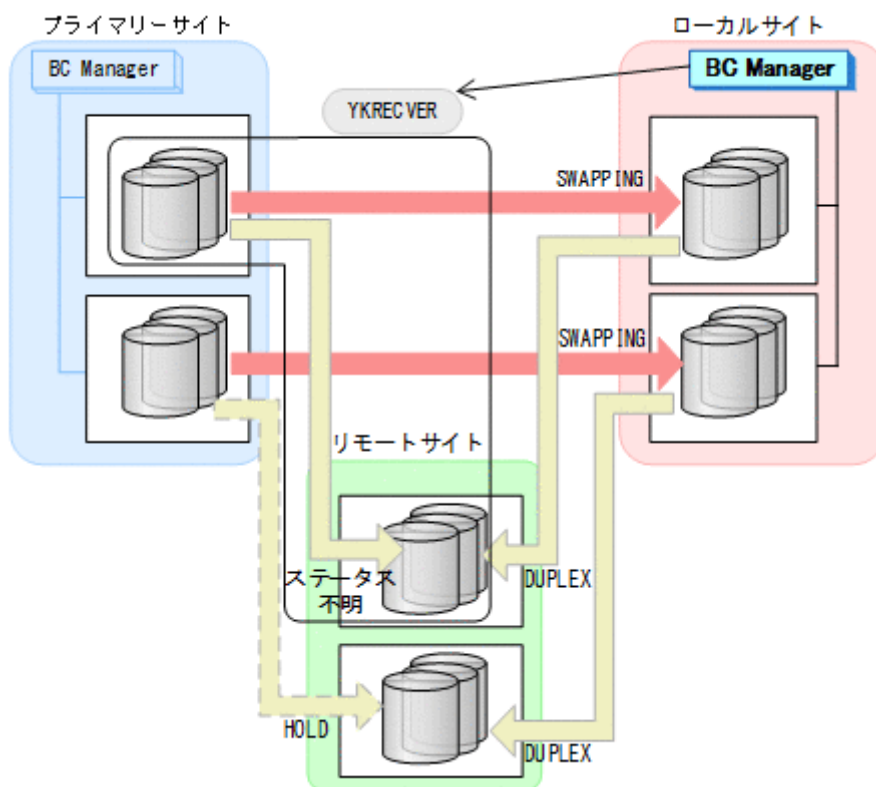 プライマリーサイト
ローカルサイト
BC Manager
BC Manager
YKRECVER
SWAPPING
SWAPPING
リモートサイト
ステータス
不明
DUPLEX
HOLD
DUPLEX